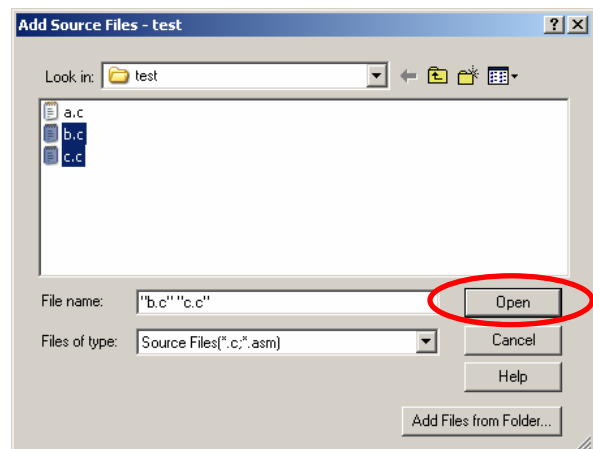 Add Source Files - test
Look in: test
a.c
b.c
c.c
File name: "b.c" "c.c" Open
Files of type: Source Files(*.c;*.asm) Cancel
Help
Add Files from Folder...